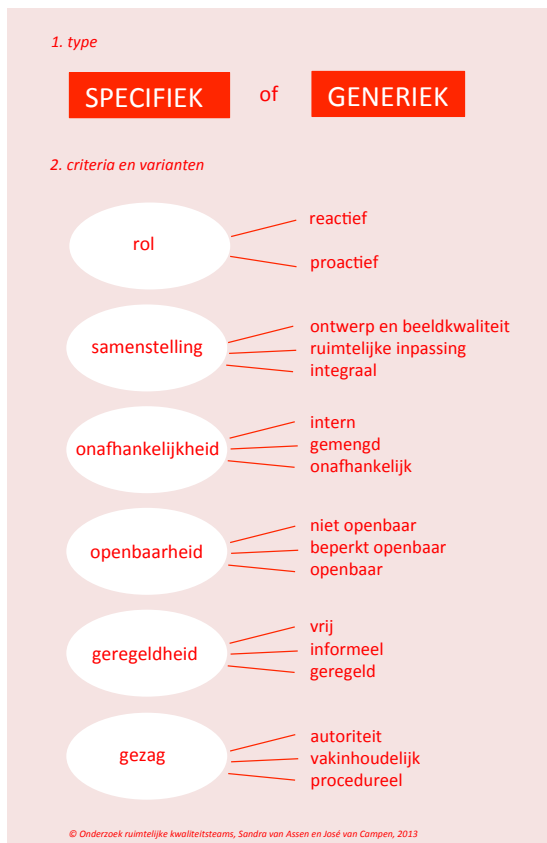 1. type
SPECIFIEK of GENERIEK
2. criteria en varianten
rol
reactief
proactief
samenstelling
ontwerp en beeldkwaliteit
ruimtelijke inpassing
integraal
onafhankelijkheid
intern
gemengd
onafhankelijk
openbaarheid
niet openbaar
beperkt openbaar
openbaar
geregeldheid
vrij
informeel
geregeld
gezag
autoriteit
vakinhoudelijk
procedureel
© Onderzoek ruimtelijke kwaliteitsteams, Sandra van Assen en José van Campen, 2013